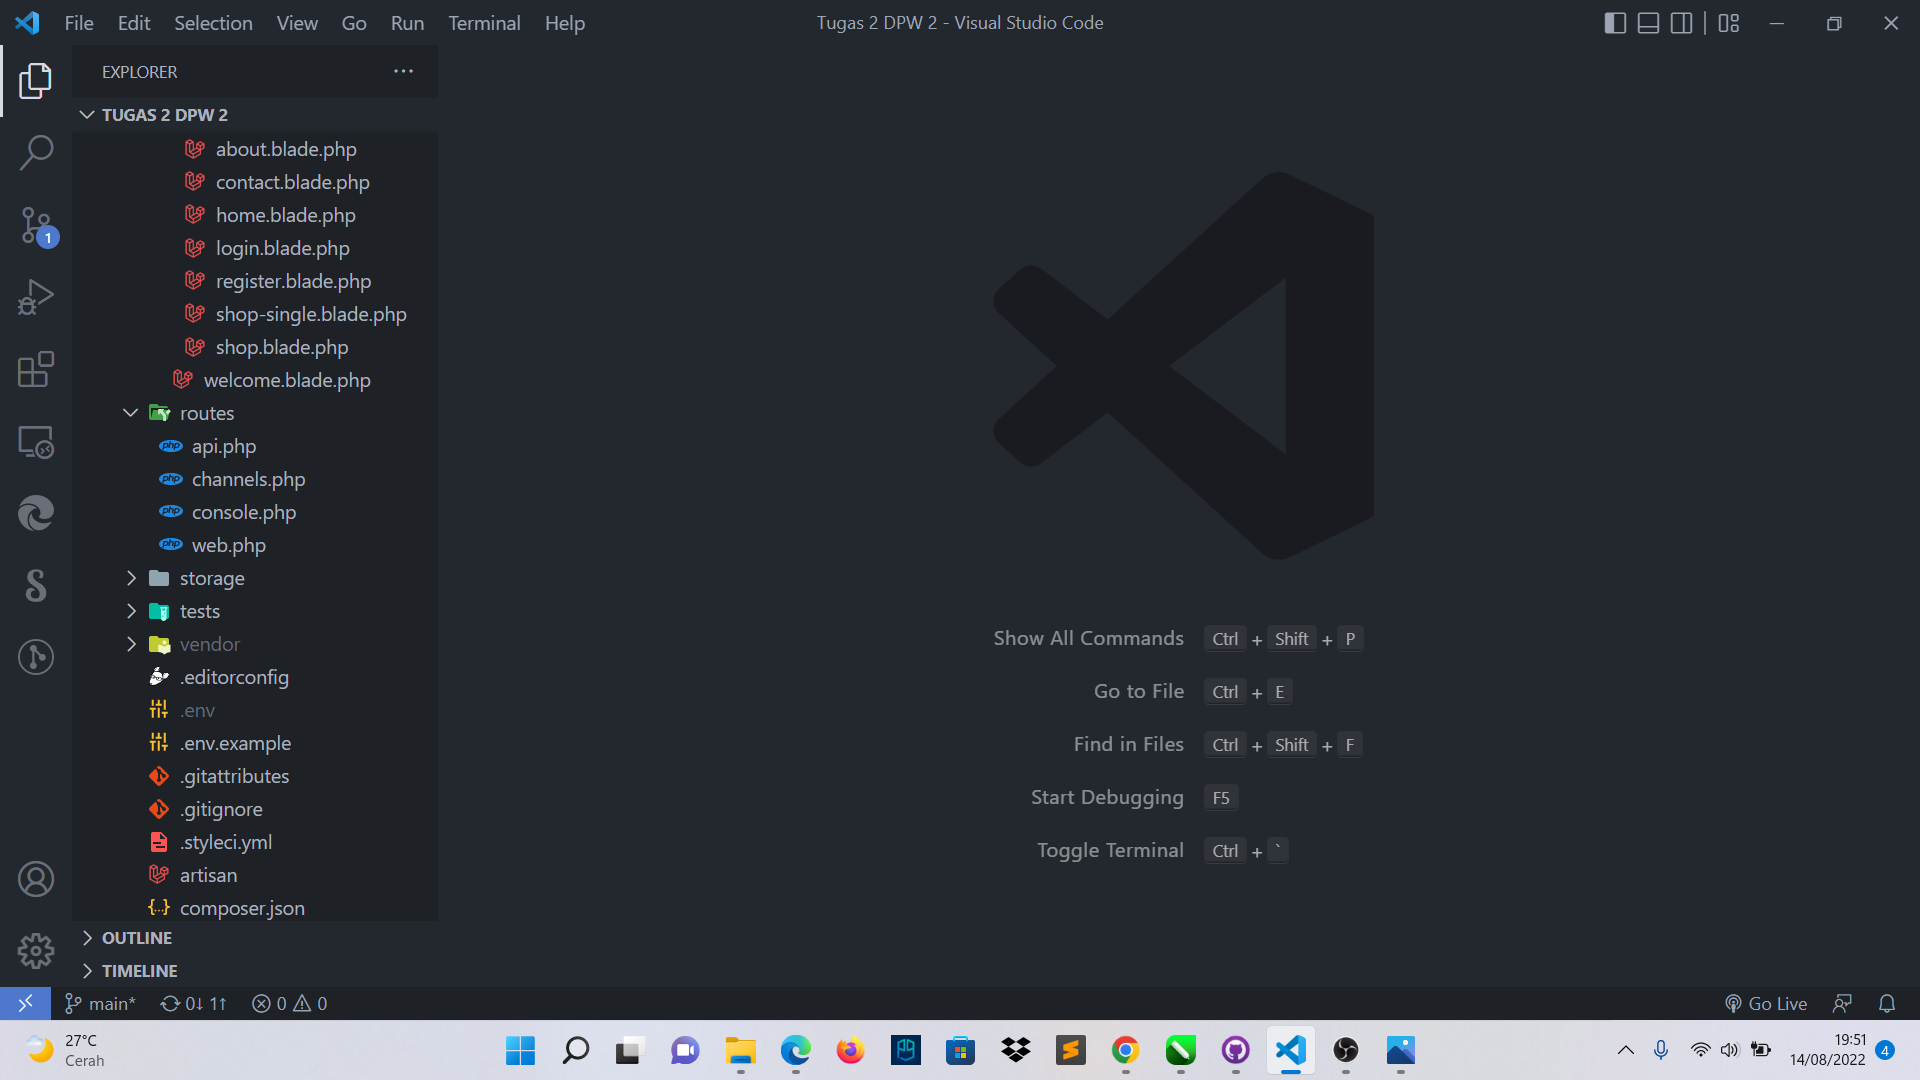 File Edit Selection View Go Run Terminal Help
Tugas 2 DPW 2 - Visual Studio Code
EXPLORER
TUGAS 2 DPW 2
about.blade.php
contact.blade.php
home.blade.php
login.blade.php
register.blade.php
shop-single.blade.php
shop.blade.php
welcome.blade.php
routes
php api.php
php channels.php
php console.php
php web.php
storage
tests
vendor
.editorconfig
.env
.env.example
.gitattributes
.gitignore
.styleci.yml
artisan
{..} composer.json
OUTLINE
TIMELINE
1
Show All Commands Ctrl + Shift + P
Go to File Ctrl + E
Find in Files Ctrl + Shift + F
Start Debugging F5
Toggle Terminal Ctrl + `
main* 0↓ 1↑ 0 0
Go Live
27°C
Cerah
19:51
14/08/2022
4